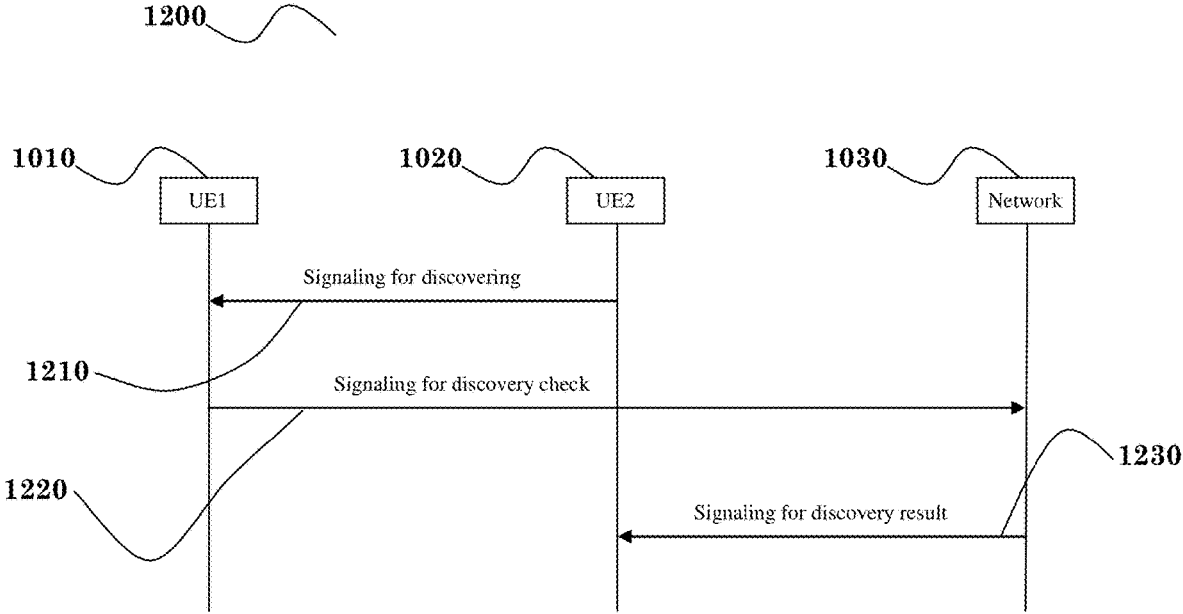 1200
1010
1020
1030
UE1
UE2
Network
Signaling for discovering
1210
Signaling for discovery check
1220
1230
Signaling for discovery result